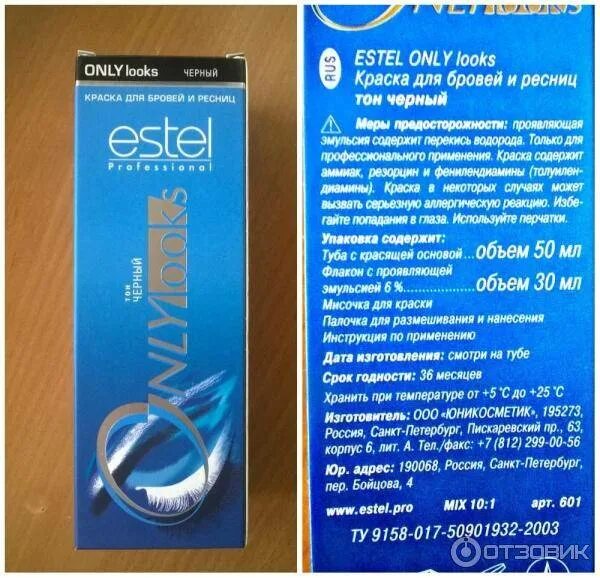 ONLY looks ЧЕРНЫЙ
КРАСКА ДЛЯ БРОВЕЙ И РЕСНИЦ
estel
Professional
тон
ЧЕРНЫЙ
ONLYlooks
ONLYlooks
RUS
ESTEL ONLY looks
Краска для бровей и ресниц
тон черный
Меры предосторожности: проявляющая
эмульсия содержит перекись водорода. Только для
профессионального применения. Краска содержит
аммиак, резорцин и фенилендиамины (толуилен-
диамины). Краска в некоторых случаях может
вызвать серьезную аллергическую реакцию. Избе-
гайте попадания в глаза. Используйте перчатки.
Упаковка содержит:
Туба с красящей основой...объем 50 мл
Флакон с проявляющей
эмульсией 6%................объем 30 мл
Мисочка для краски
Палочка для размешивания и нанесения
Инструкция по применению
Дата изготовления: смотри на тубе
Срок годности: 36 месяцев
Хранить при температуре от +5°С до +25°С
Изготовитель: ООО «ЮНИКОСМЕТИК», 195273,
Россия, Санкт-Петербург, Пискаревский пр., 63,
корпус 6, лит. А. Тел./факс: +7 (812) 299-00-56
Юр. адрес: 190068, Россия, Санкт-Петербург,
пер. Бойцова, 4
www.estel.pro MIX 10:1 арт. 601
ТУ 9158-017-50901932-2003
ОТЗОВИК